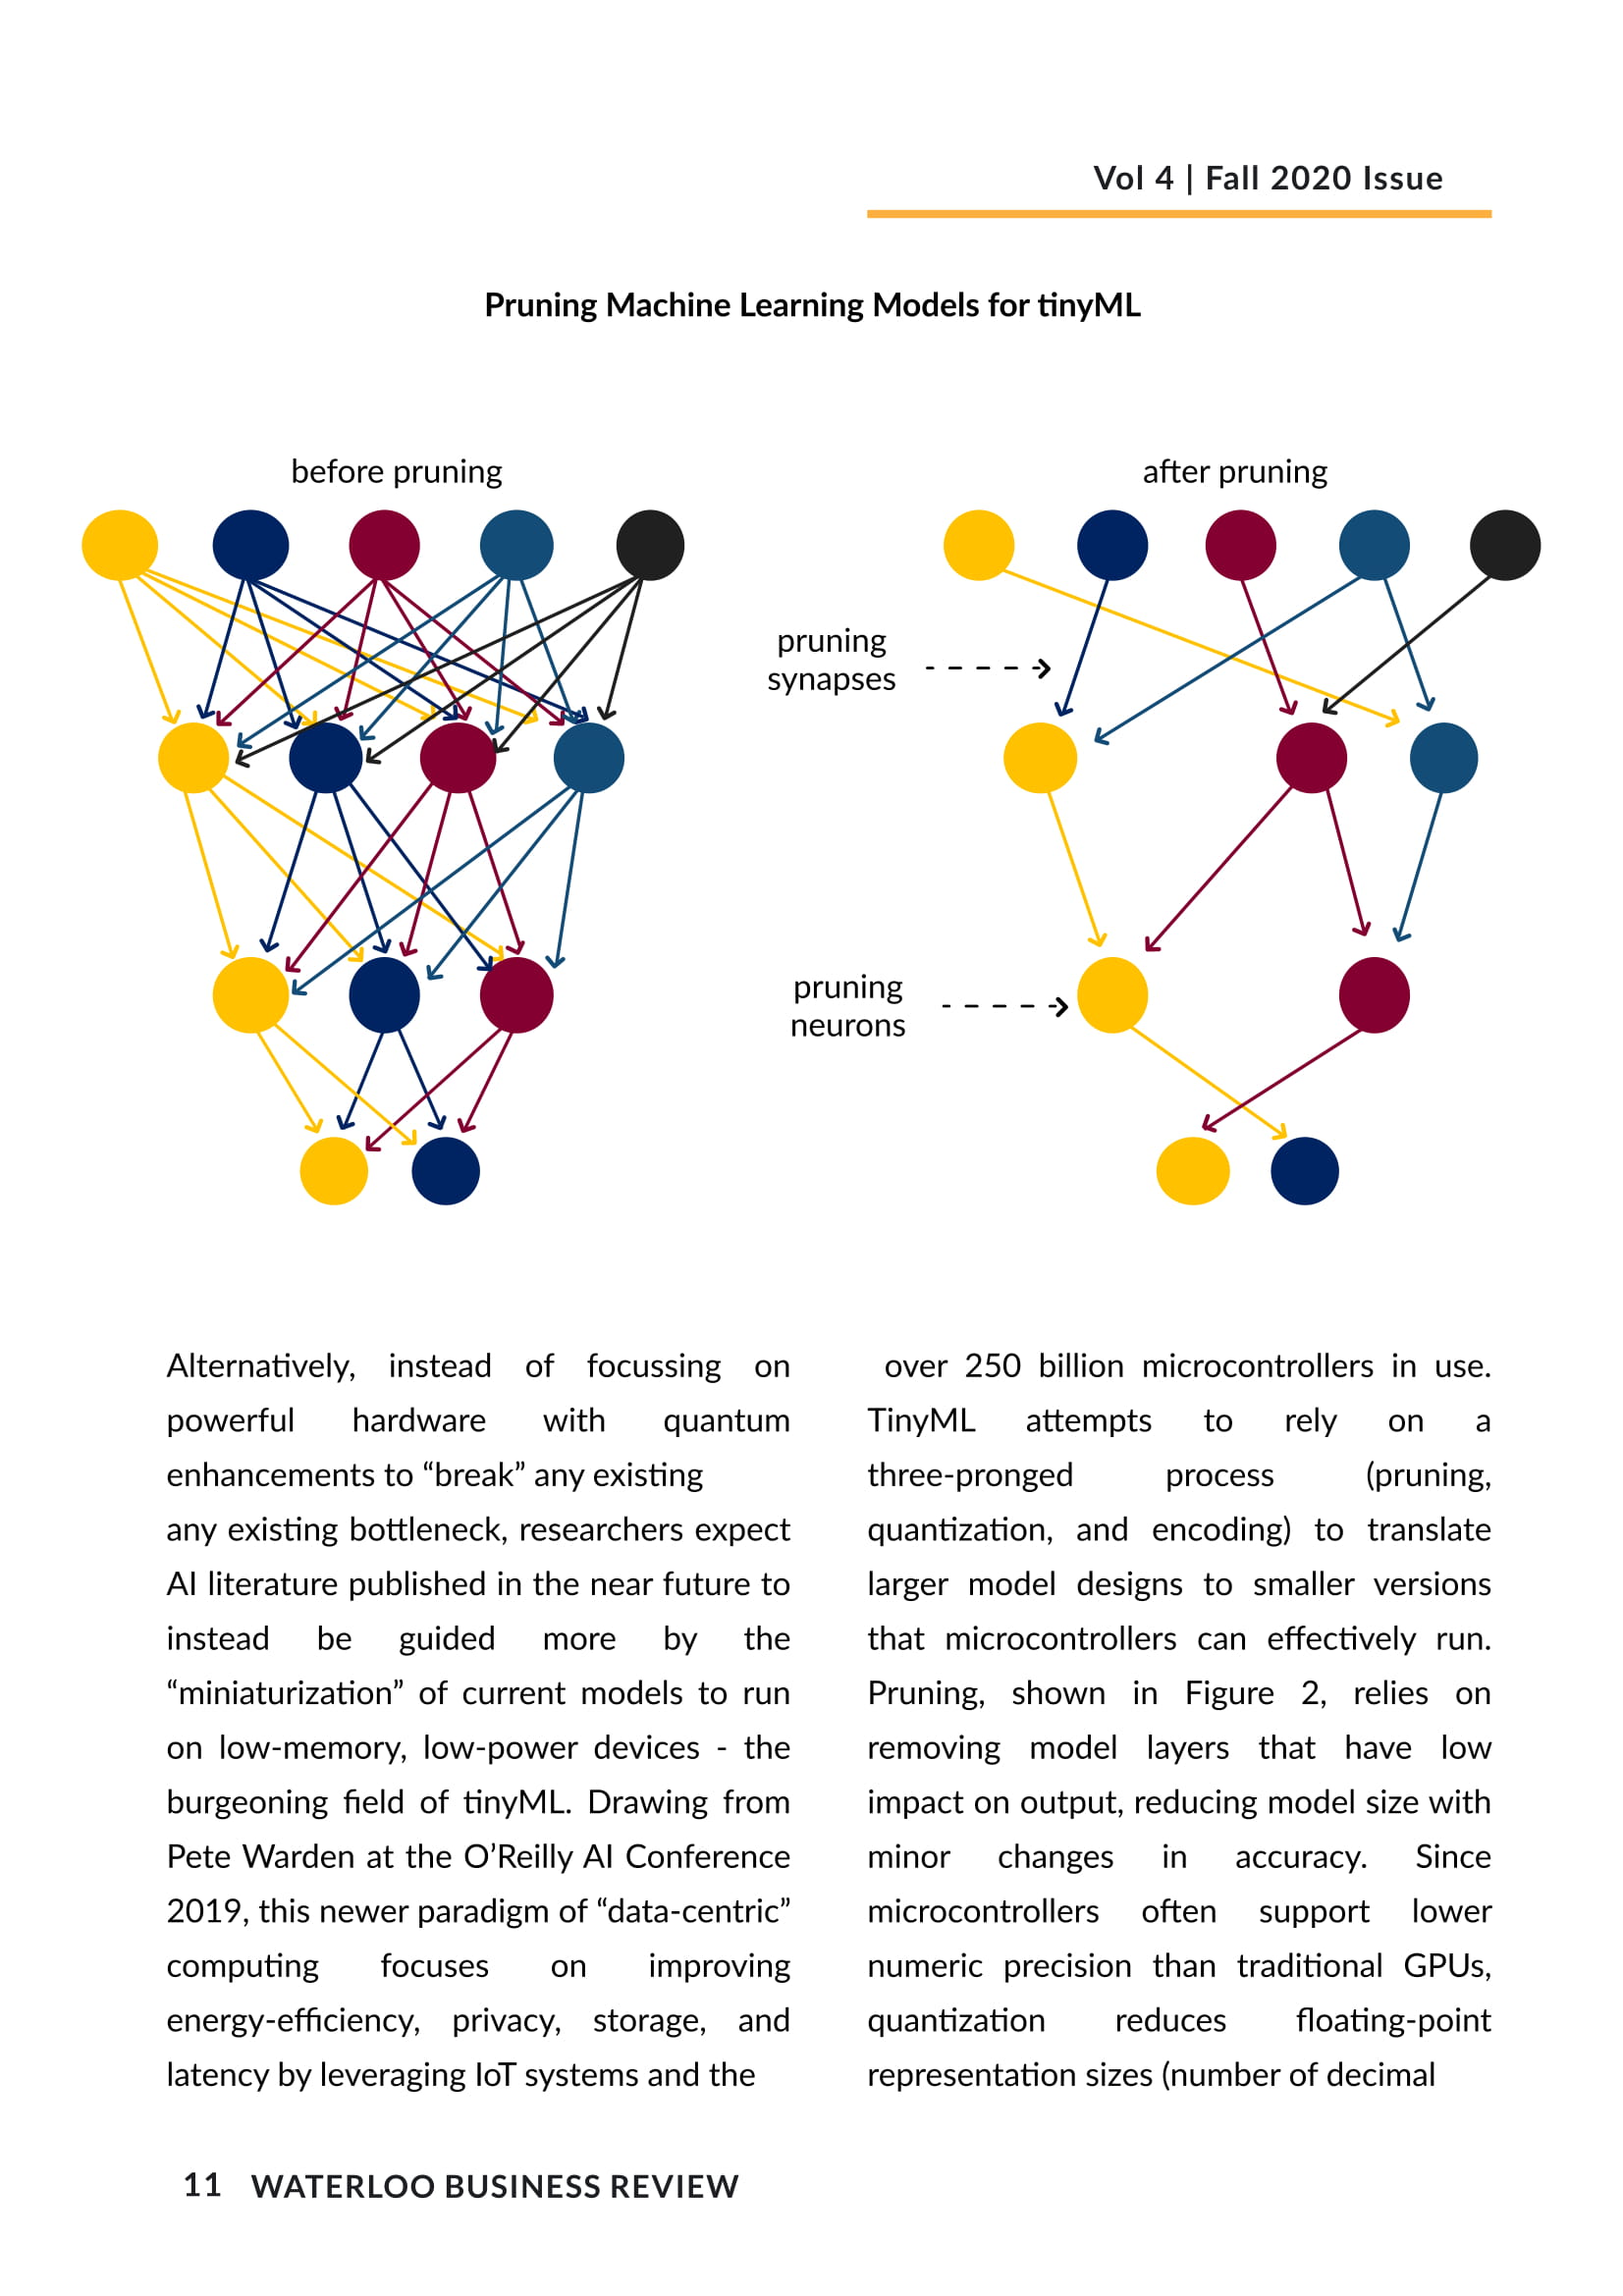 Vol 4 | Fall 2020 Issue
Pruning Machine Learning Models for tinyML
before pruning
after pruning
pruning
synapses
pruning
neurons
Alternatively, instead of focussing on
powerful hardware with quantum
enhancements to “break” any existing
any existing bottleneck, researchers expect
AI literature published in the near future to
instead be guided more by the
“miniaturization” of current models to run
on low-memory, low-power devices - the
burgeoning field of tinyML. Drawing from
Pete Warden at the O’Reilly AI Conference
2019, this newer paradigm of “data-centric”
computing focuses on improving
energy-efficiency, privacy, storage, and
latency by leveraging IoT systems and the
over 250 billion microcontrollers in use.
TinyML attempts to rely on a
three-pronged process (pruning,
quantization, and encoding) to translate
larger model designs to smaller versions
that microcontrollers can effectively run.
Pruning, shown in Figure 2, relies on
removing model layers that have low
impact on output, reducing model size with
minor changes in accuracy. Since
microcontrollers often support lower
numeric precision than traditional GPUs,
quantization reduces floating-point
representation sizes (number of decimal
11 WATERLOO BUSINESS REVIEW